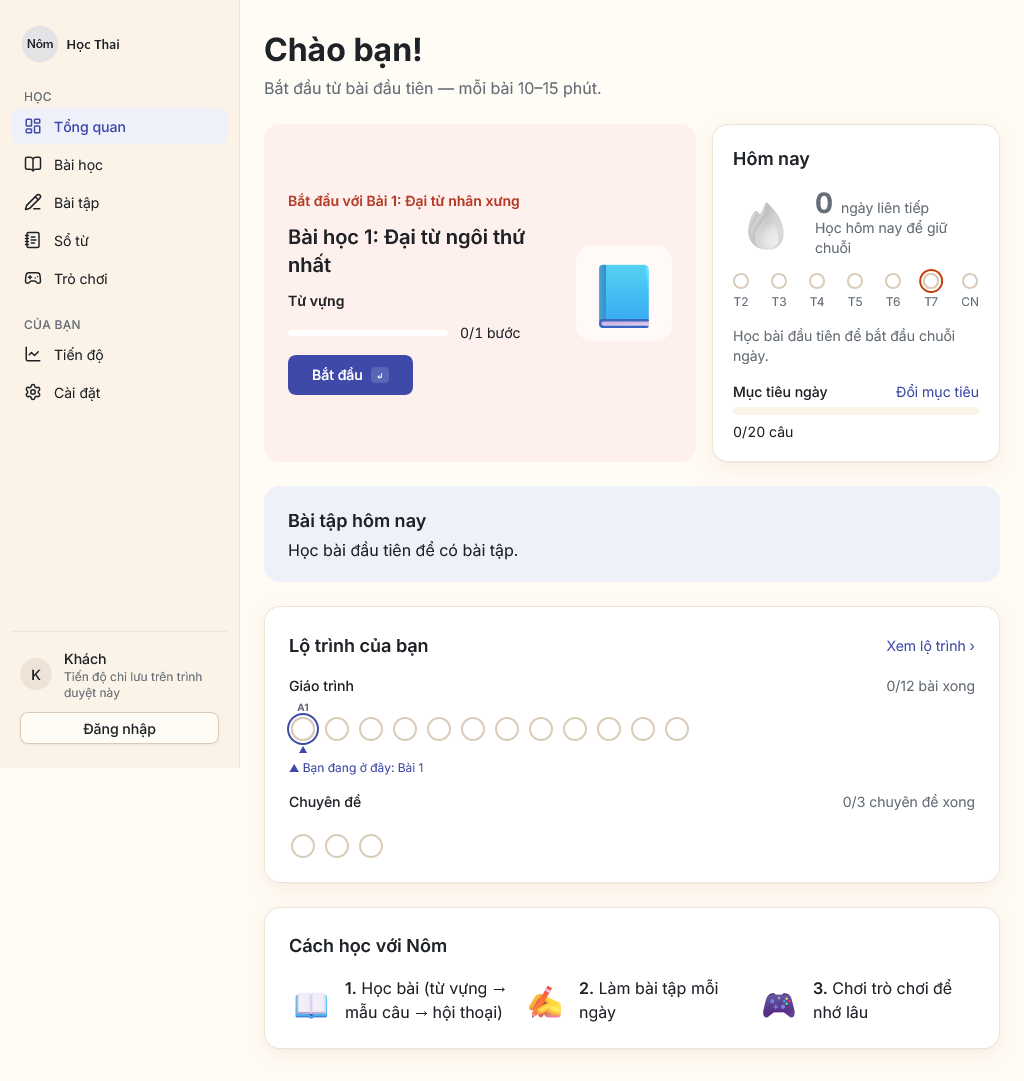 Nôm
Học Thai
HỌC
Tổng quan
Bài học
Bài tập
Sổ từ
Trò chơi
CỦA BẠN
Tiến độ
Cài đặt
K
Khách
Tiến độ chỉ lưu trên trình
duyệt này
Đăng nhập
Chào bạn!
Bắt đầu từ bài đầu tiên — mỗi bài 10–15 phút.
Bắt đầu với Bài 1: Đại từ nhân xưng
Bài học 1: Đại từ ngôi thứ
nhất
Từ vựng
0/1 bước
Bắt đầu ↲
Hôm nay
0 ngày liên tiếp
Học hôm nay để giữ
chuỗi
T2 T3 T4 T5 T6 T7 CN
Học bài đầu tiên để bắt đầu chuỗi
ngày.
Mục tiêu ngày Đổi mục tiêu
0/20 câu
Bài tập hôm nay
Học bài đầu tiên để có bài tập.
Lộ trình của bạn Xem lộ trình ›
Giáo trình 0/12 bài xong
A1
▲
▲ Bạn đang ở đây: Bài 1
Chuyên đề 0/3 chuyên đề xong
Cách học với Nôm
1. Học bài (từ vựng →
mẫu câu → hội thoại)
2. Làm bài tập mỗi
ngày
3. Chơi trò chơi để
nhớ lâu